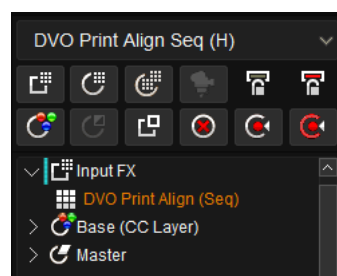 DVO Print Align Seq (H)
Input FX
DVO Print Align (Seq)
Base (CC Layer)
Master